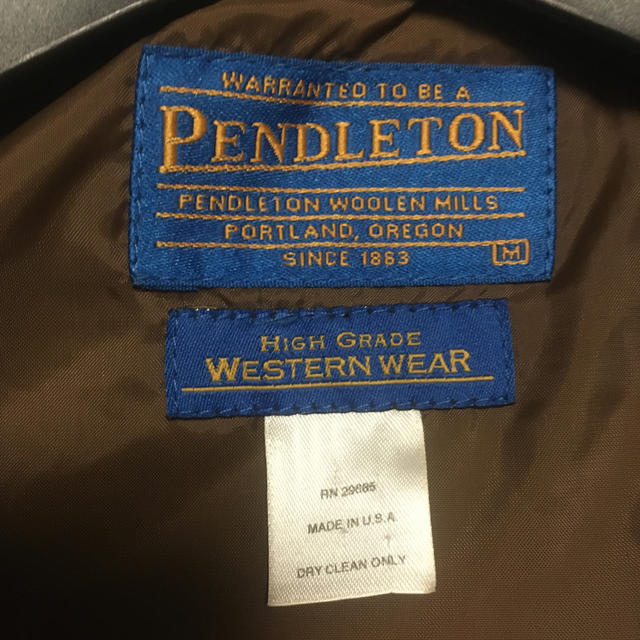 WARRANTED TO BE A
PENDLETON
PENDLETON WOOLEN MILLS
PORTLAND, OREGON
SINCE 1863 M
HIGH GRADE
WESTERN WEAR
RN 29685
MADE IN U.S.A
DRY CLEAN ONLY